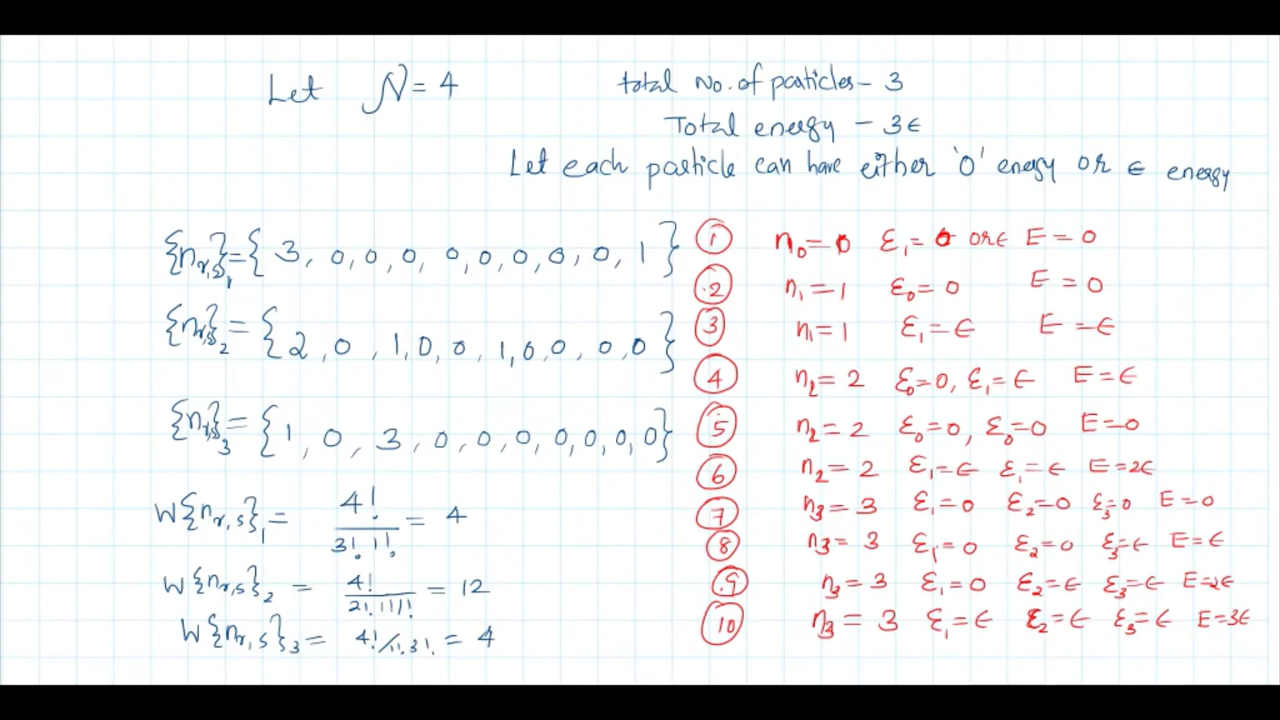 Let N = 4
total No. of particles - 3
Total energy - 3ϵ
Let each particle can have either '0' energy or ϵ energy
{n_{r,s}}_1 = { 3, 0, 0, 0, 0, 0, 0, 0, 0, 1 }
{n_{r,s}}_2 = { 2, 0, 1, 0, 0, 1, 0, 0, 0, 0 }
{n_{r,s}}_3 = { 1, 0, 3, 0, 0, 0, 0, 0, 0, 0 }
W{n_{r,s}}_1 = 4!/3! 1! = 4
W{n_{r,s}}_2 = 4!/2! 1! 1! = 12
W{n_{r,s}}_3 = 4!/1! 3! = 4
① n_0 = 0 ε_1 = 0 or ϵ E = 0
② n_1 = 1 ε_0 = 0 E = 0
③ n_1 = 1 ε_1 = ϵ E = ϵ
④ n_2 = 2 ε_0 = 0, ε_1 = ϵ E = ϵ
⑤ n_2 = 2 ε_0 = 0, ε_0 = 0 E = 0
⑥ n_2 = 2 ε_1 = ϵ ε_1 = ϵ E = 2ϵ
⑦ n_3 = 3 ε_1 = 0 ε_2 = 0 ε_3 = 0 E = 0
⑧ n_3 = 3 ε_1 = 0 ε_2 = 0 ε_3 = ϵ E = ϵ
⑨ n_3 = 3 ε_1 = 0 ε_2 = ϵ ε_3 = ϵ E = 2ϵ
⑩ n_3 = 3 ε_1 = ϵ ε_2 = ϵ ε_3 = ϵ E = 3ϵ